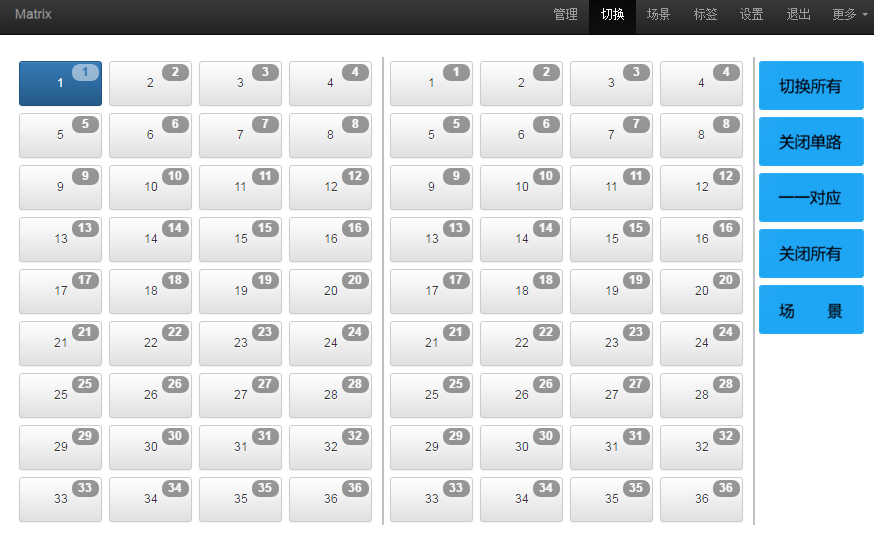 Matrix 管理 切换 场景 标签 设置 退出 更多
1 1 2 2 3 3 4 4 1 1 2 2 3 3 4 4 切换所有
5 5 6 6 7 7 8 8 5 5 6 6 7 7 8 8 关闭单路
9 9 10 10 11 11 12 12 9 9 10 10 11 11 12 12 一一对应
13 13 14 14 15 15 16 16 13 13 14 14 15 15 16 16 关闭所有
17 17 18 18 19 19 20 20 17 17 18 18 19 19 20 20 场 景
21 21 22 22 23 23 24 24 21 21 22 22 23 23 24 24
25 25 26 26 27 27 28 28 25 25 26 26 27 27 28 28
29 29 30 30 31 31 32 32 29 29 30 30 31 31 32 32
33 33 34 34 35 35 36 36 33 33 34 34 35 35 36 36